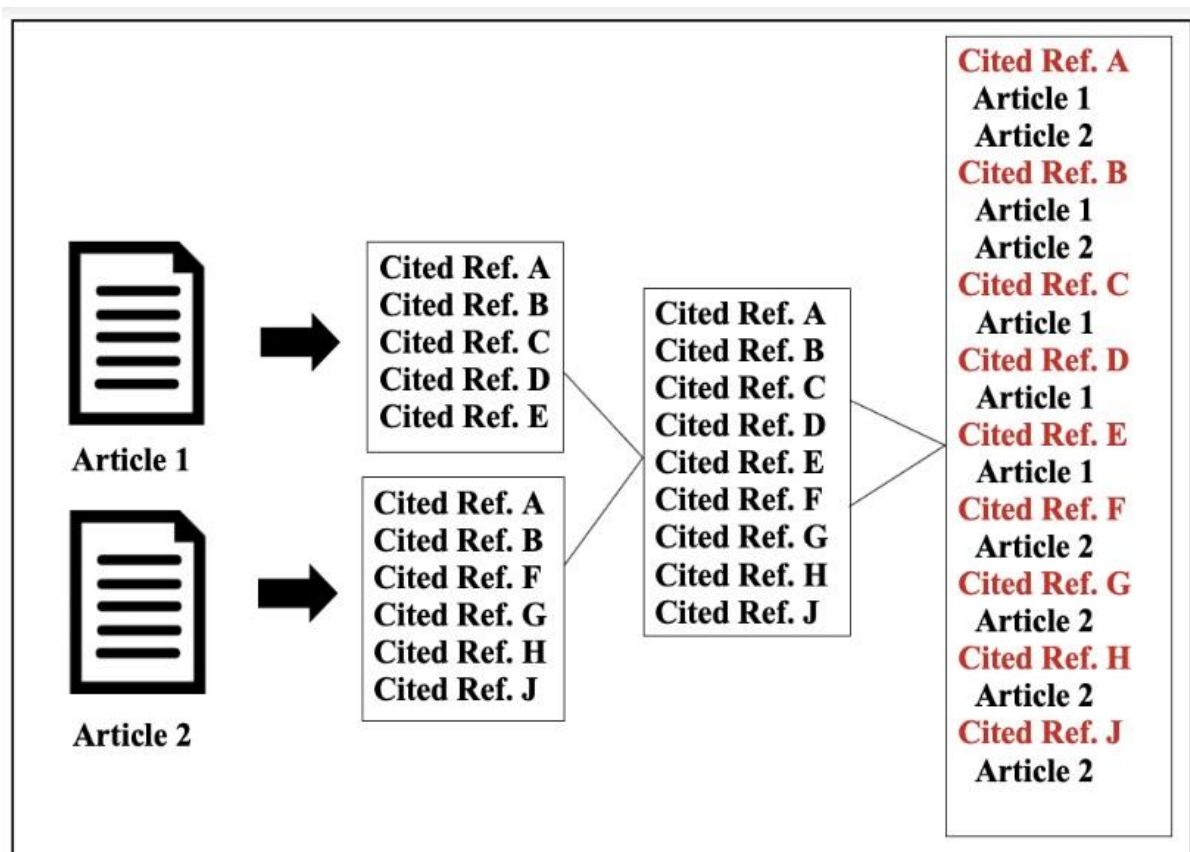 Article 1
Cited Ref. A
Cited Ref. B
Cited Ref. C
Cited Ref. D
Cited Ref. E
Article 2
Cited Ref. A
Cited Ref. B
Cited Ref. F
Cited Ref. G
Cited Ref. H
Cited Ref. J
Cited Ref. A
Cited Ref. B
Cited Ref. C
Cited Ref. D
Cited Ref. E
Cited Ref. F
Cited Ref. G
Cited Ref. H
Cited Ref. J
Cited Ref. A
Article 1
Article 2
Cited Ref. B
Article 1
Article 2
Cited Ref. C
Article 1
Cited Ref. D
Article 1
Cited Ref. E
Article 1
Cited Ref. F
Article 2
Cited Ref. G
Article 2
Cited Ref. H
Article 2
Cited Ref. J
Article 2